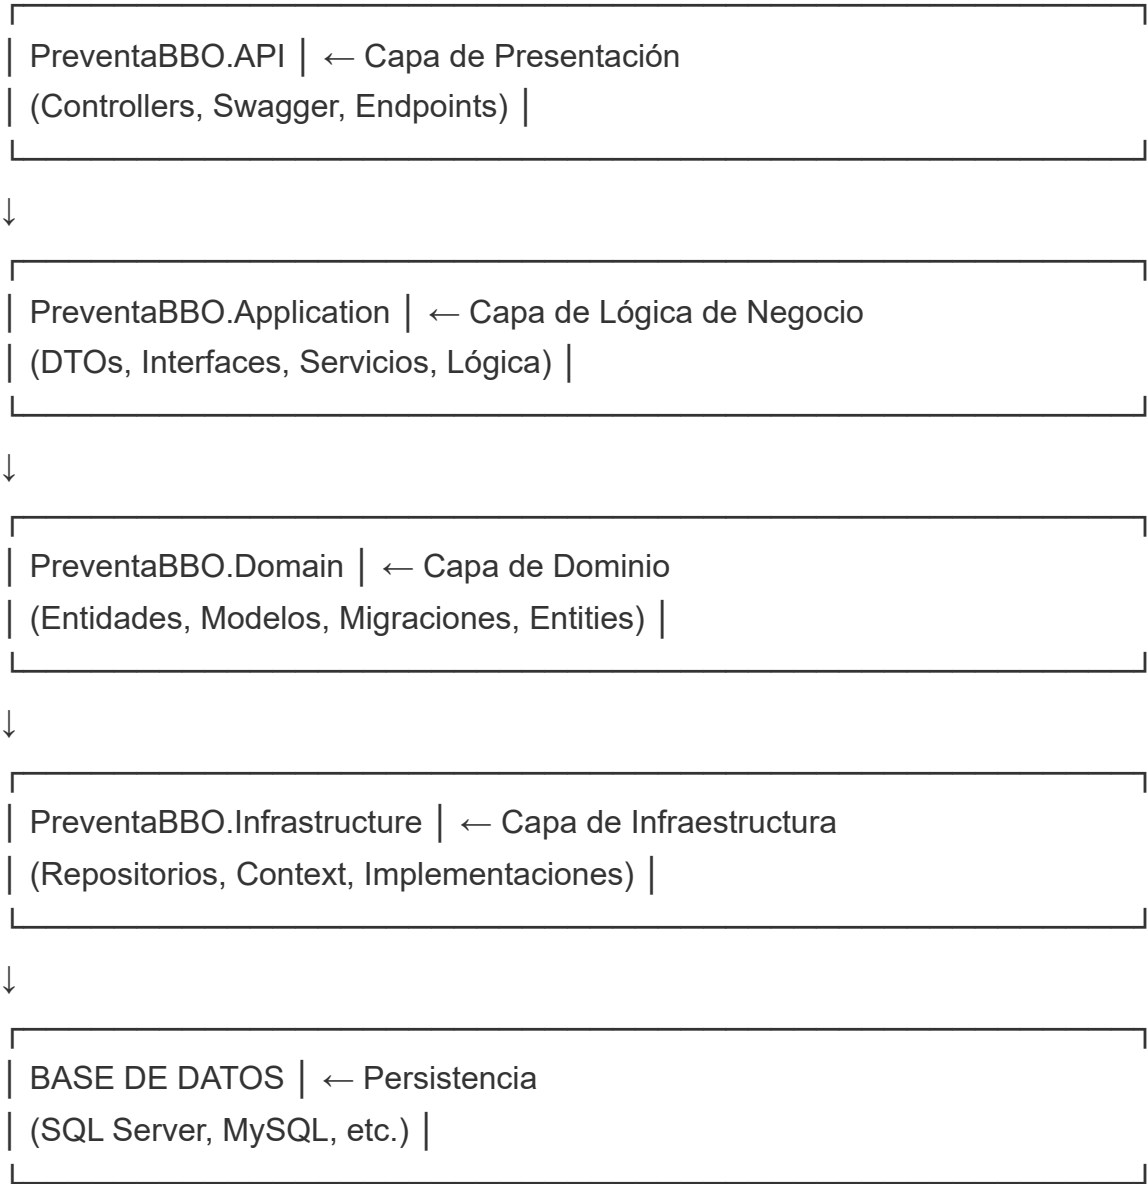 ┌─────────────────────────────────────────────────┐
│ PreventaBBO.API │ ← Capa de Presentación
│ (Controllers, Swagger, Endpoints) │
└─────────────────────────────────────────────────┘
↓
┌─────────────────────────────────────────────────┐
│ PreventaBBO.Application │ ← Capa de Lógica de Negocio
│ (DTOs, Interfaces, Servicios, Lógica) │
└─────────────────────────────────────────────────┘
↓
┌─────────────────────────────────────────────────┐
│ PreventaBBO.Domain │ ← Capa de Dominio
│ (Entidades, Modelos, Migraciones, Entities) │
└─────────────────────────────────────────────────┘
↓
┌─────────────────────────────────────────────────┐
│ PreventaBBO.Infrastructure │ ← Capa de Infraestructura
│ (Repositorios, Context, Implementaciones) │
└─────────────────────────────────────────────────┘
↓
┌─────────────────────────────────────────────────┐
│ BASE DE DATOS │ ← Persistencia
│ (SQL Server, MySQL, etc.) │
└─────────────────────────────────────────────────┘